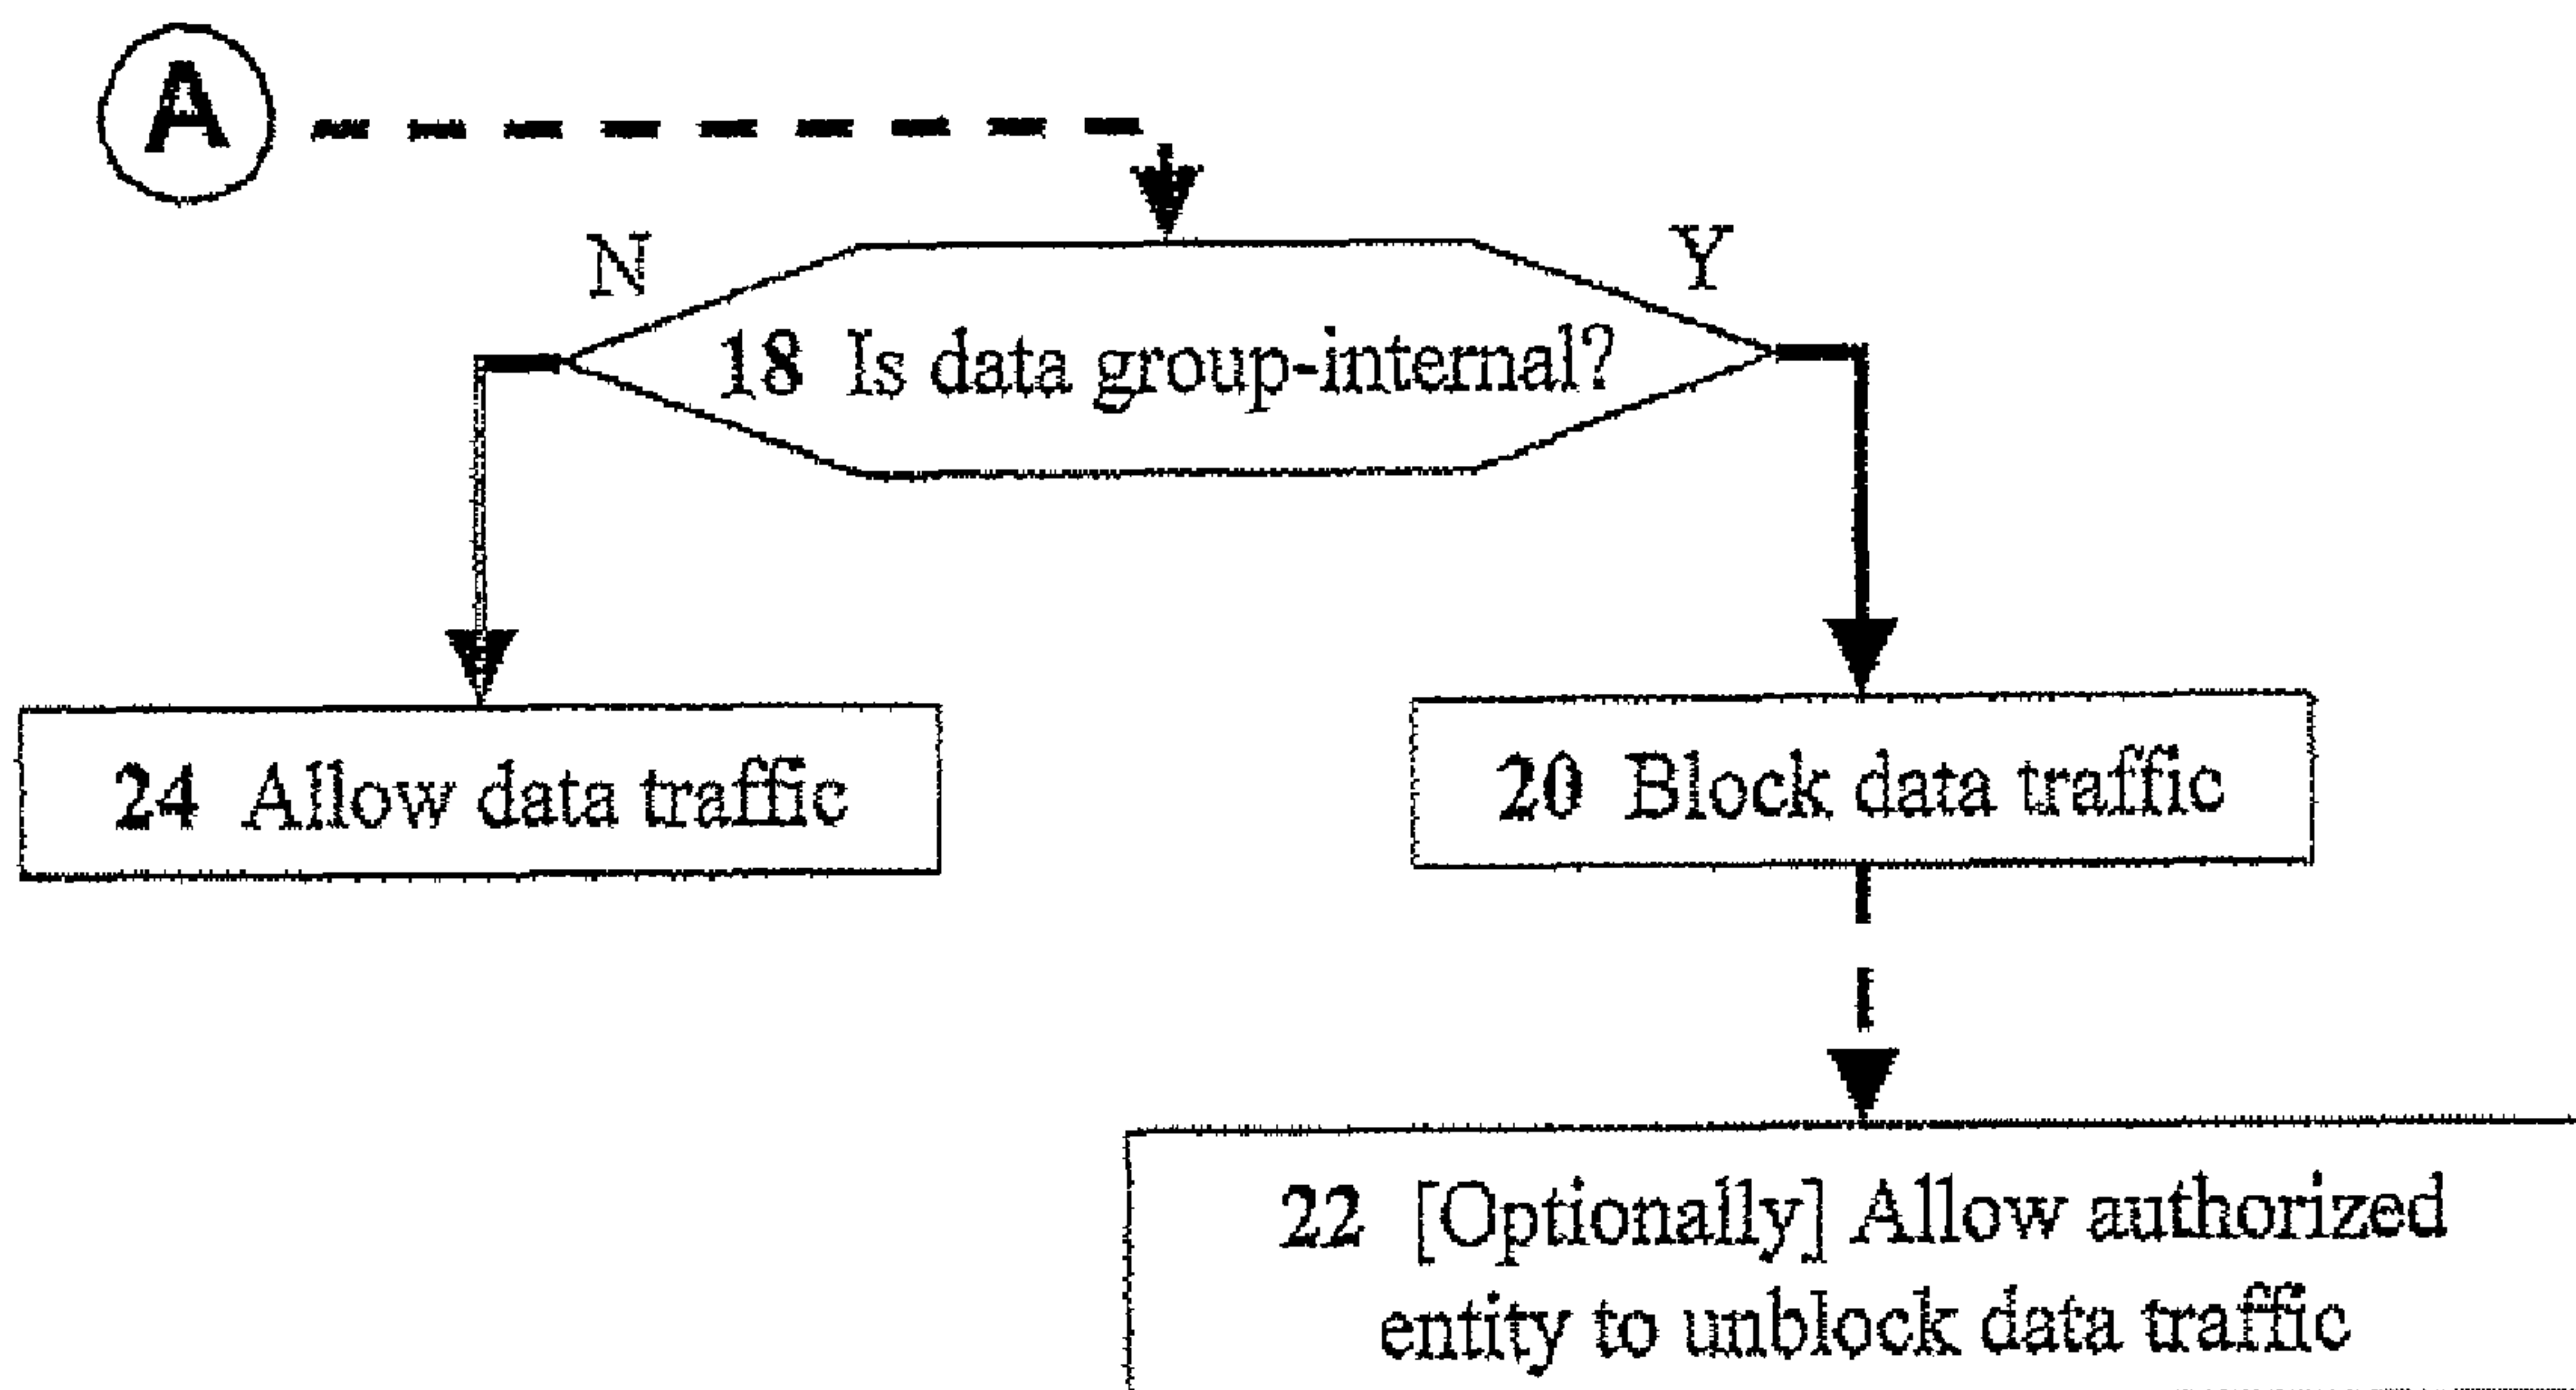 A
N
Y
18 Is data group-internal?
24 Allow data traffic
20 Block data traffic
22 [Optionally] Allow authorized
entity to unblock data traffic